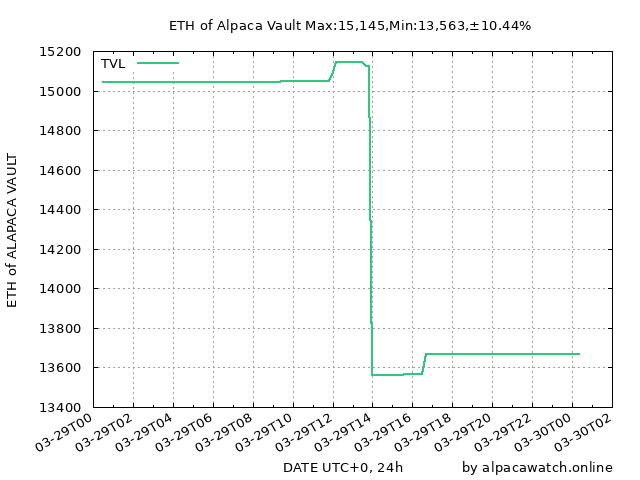 ETH of Alpaca Vault Max:15,145,Min:13,563,±10.44%
15200
TVL
15000
14800
14600
14400
14200
14000
13800
13600
13400
ETH of ALAPACA VAULT
03-29T00
03-29T02
03-29T04
03-29T06
03-29T08
03-29T10
03-29T12
03-29T14
03-29T16
03-29T18
03-29T20
03-29T22
03-30T00
03-30T02
DATE UTC+0, 24h
by alpacawatch.online